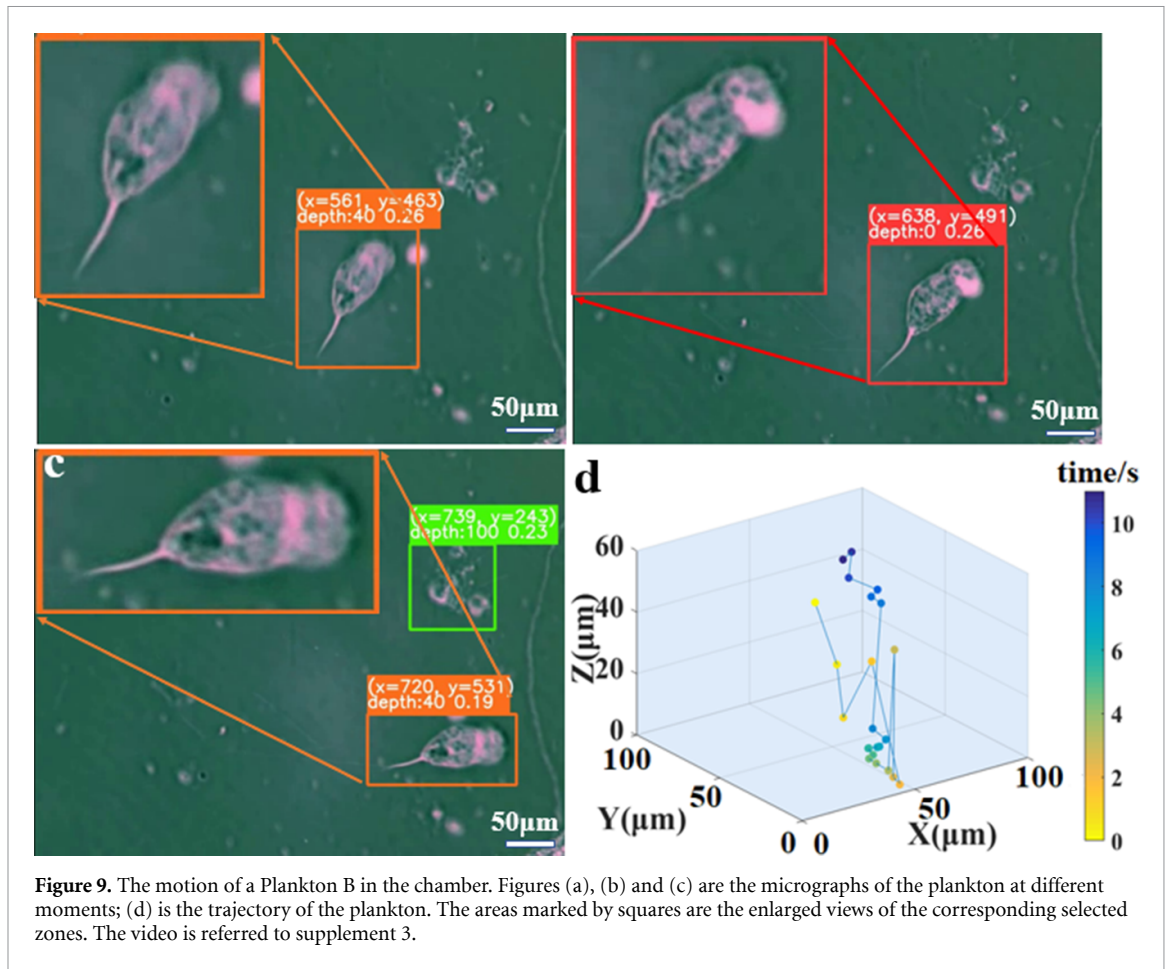 (x=561, y=463)
depth:40 0.26
50µm
(x=638, y=491)
depth:0 0.26
50µm
c
(x=739, y=243)
depth:100 0.23
(x=720, y=531)
depth:40 0.19
50µm
d
time/s
60
40
20
0
Z(µm)
100
50
0
Y(µm)
0
50
100
X(µm)
10
8
6
4
2
0
Figure 9. The motion of a Plankton B in the chamber. Figures (a), (b) and (c) are the micrographs of the plankton at different
moments; (d) is the trajectory of the plankton. The areas marked by squares are the enlarged views of the corresponding selected
zones. The video is referred to supplement 3.